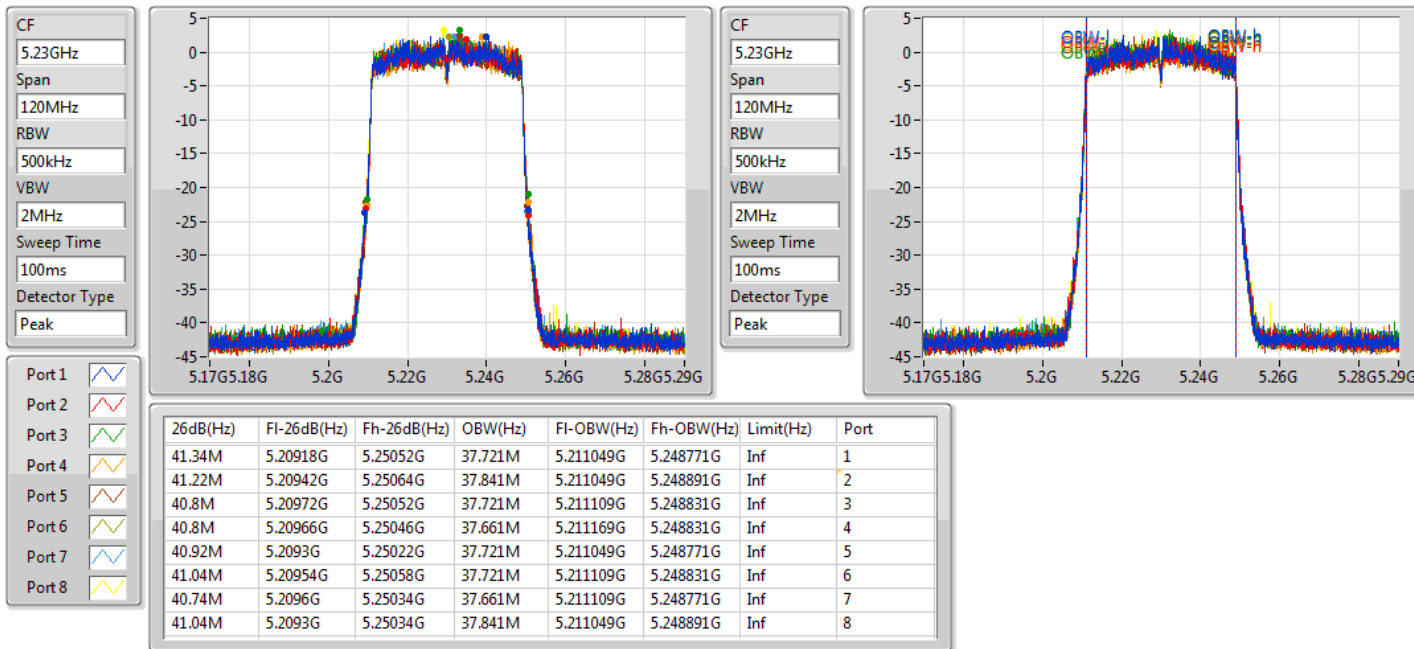 CF
5.23GHz
Span
120MHz
RBW
500kHz
VBW
2MHz
Sweep Time
100ms
Detector Type
Peak
5
0
-5
-10
-15
-20
-25
-30
-35
-40
-45
5.17G 5.18G 5.2G 5.22G 5.24G 5.26G 5.28G 5.29G
CF
5.23GHz
Span
120MHz
RBW
500kHz
VBW
2MHz
Sweep Time
100ms
Detector Type
Peak
5
0
-5
-10
-15
-20
-25
-30
-35
-40
-45
OBW-l OBW-h
5.17G 5.18G 5.2G 5.22G 5.24G 5.26G 5.28G 5.29G
Port 1
Port 2
Port 3
Port 4
Port 5
Port 6
Port 7
Port 8
26dB(Hz) Fl-26dB(Hz) Fh-26dB(Hz) OBW(Hz) Fl-OBW(Hz) Fh-OBW(Hz) Limit(Hz) Port
41.34M 5.20918G 5.25052G 37.721M 5.211049G 5.248771G Inf 1
41.22M 5.20942G 5.25064G 37.841M 5.211049G 5.248891G Inf 2
40.8M 5.20972G 5.25052G 37.721M 5.211109G 5.248831G Inf 3
40.8M 5.20966G 5.25046G 37.661M 5.211169G 5.248831G Inf 4
40.92M 5.2093G 5.25022G 37.721M 5.211049G 5.248771G Inf 5
41.04M 5.20954G 5.25058G 37.721M 5.211109G 5.248831G Inf 6
40.74M 5.2096G 5.25034G 37.661M 5.211109G 5.248771G Inf 7
41.04M 5.2093G 5.25034G 37.841M 5.211049G 5.248891G Inf 8